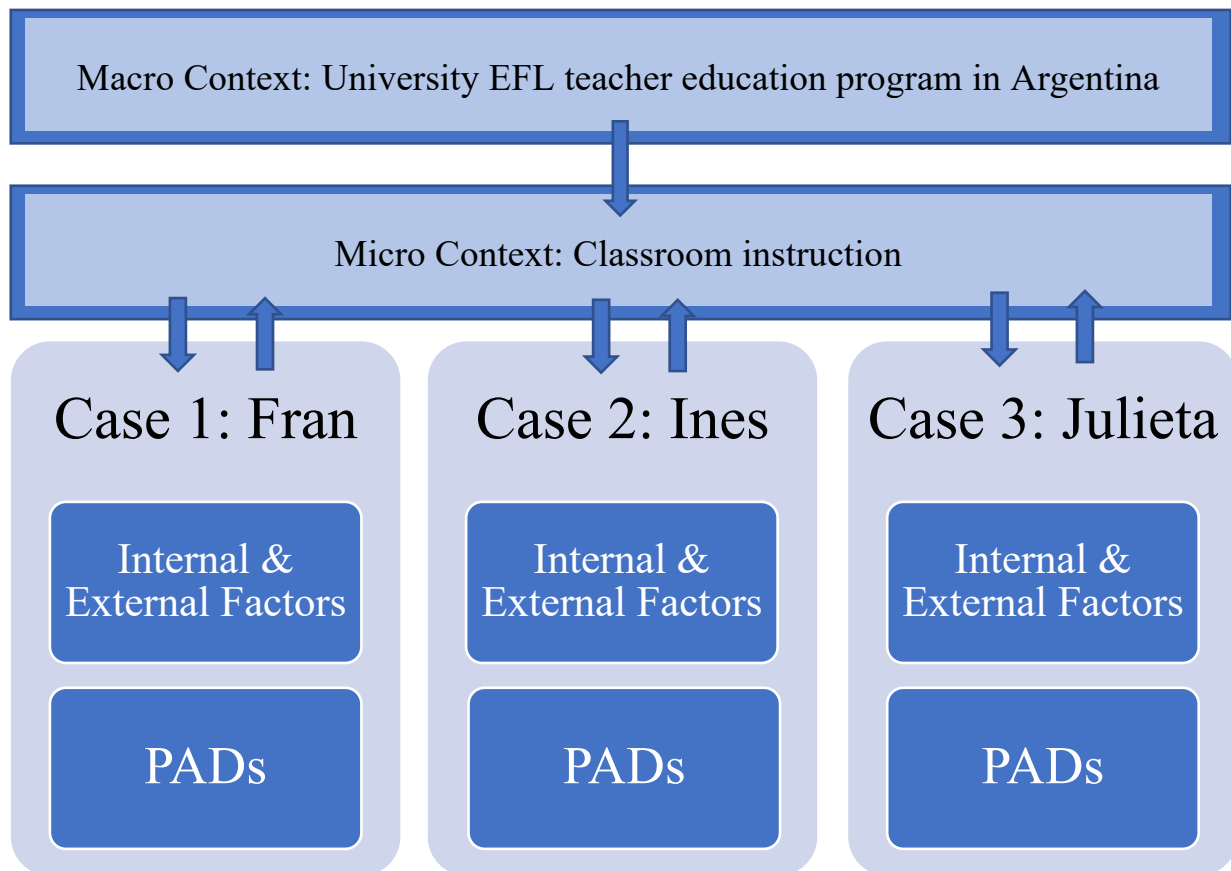 Macro Context: University EFL teacher education program in Argentina
Micro Context: Classroom instruction
Case 1: Fran
Internal &
External Factors
PADs
Case 2: Ines
Internal &
External Factors
PADs
Case 3: Julieta
Internal &
External Factors
PADs